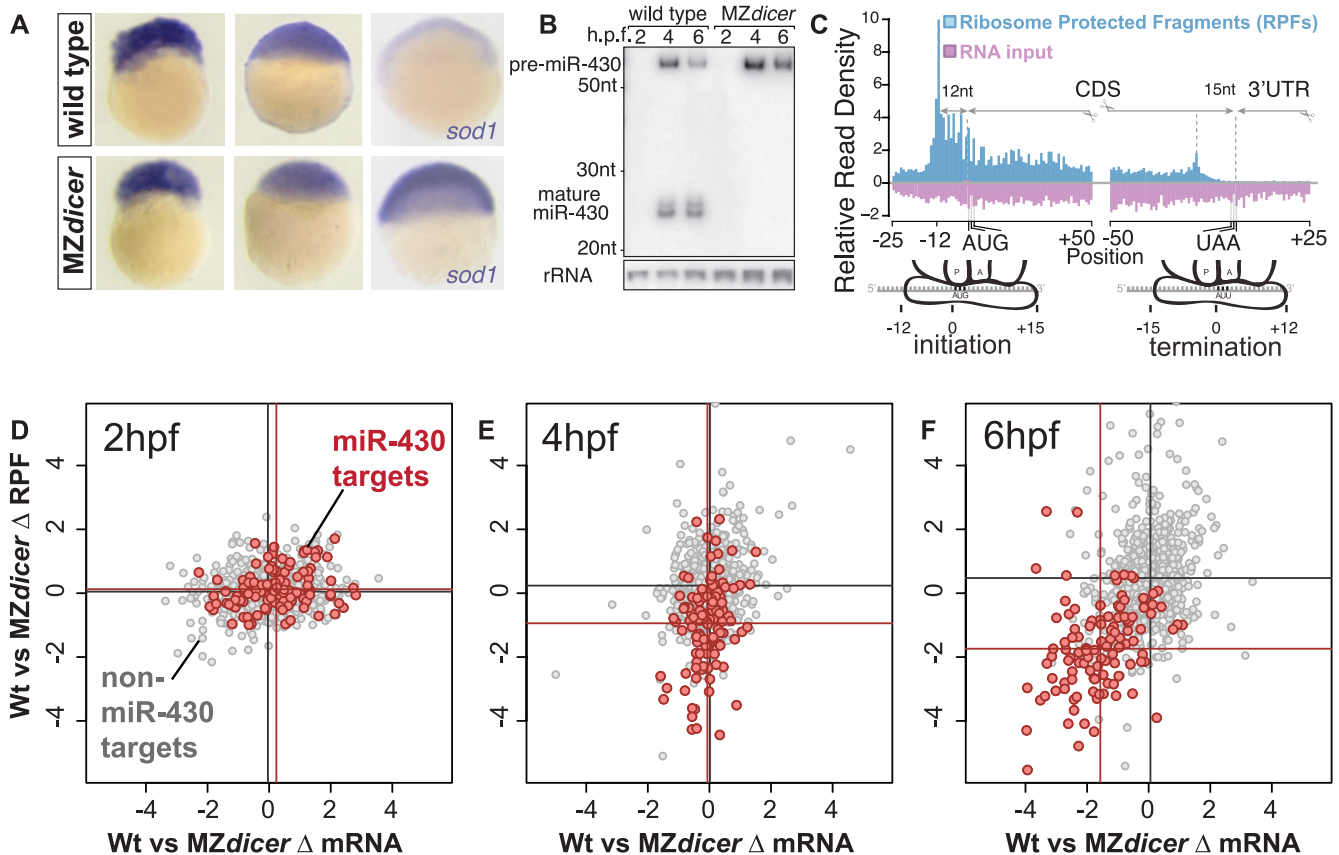 A
wild type
MZdicer
sod1
sod1
B
wild type MZdicer
h.p.f. 2 4 6 2 4 6
pre-miR-430
50nt
30nt
mature
miR-430
20nt
rRNA
C
Ribosome Protected Fragments (RPFs)
RNA input
Relative Read Density
10
8
6
4
2
0
−2
12nt
CDS
15nt
3'UTR
-25 -12 AUG +50 -50 UAA +25
Position
P A
5' AUG 3'
-12 0 +15
initiation
P A
5' AUU 3'
-15 0 +12
termination
D
2hpf
miR-430
targets
non-
miR-430
targets
Wt vs MZdicer Δ RPF
4
2
0
-2
-4
-4 -2 0 2 4
Wt vs MZdicer Δ mRNA
E
4hpf
4
2
0
-2
-4
-4 -2 0 2 4
Wt vs MZdicer Δ mRNA
F
6hpf
4
2
0
-2
-4
-4 -2 0 2 4
Wt vs MZdicer Δ mRNA